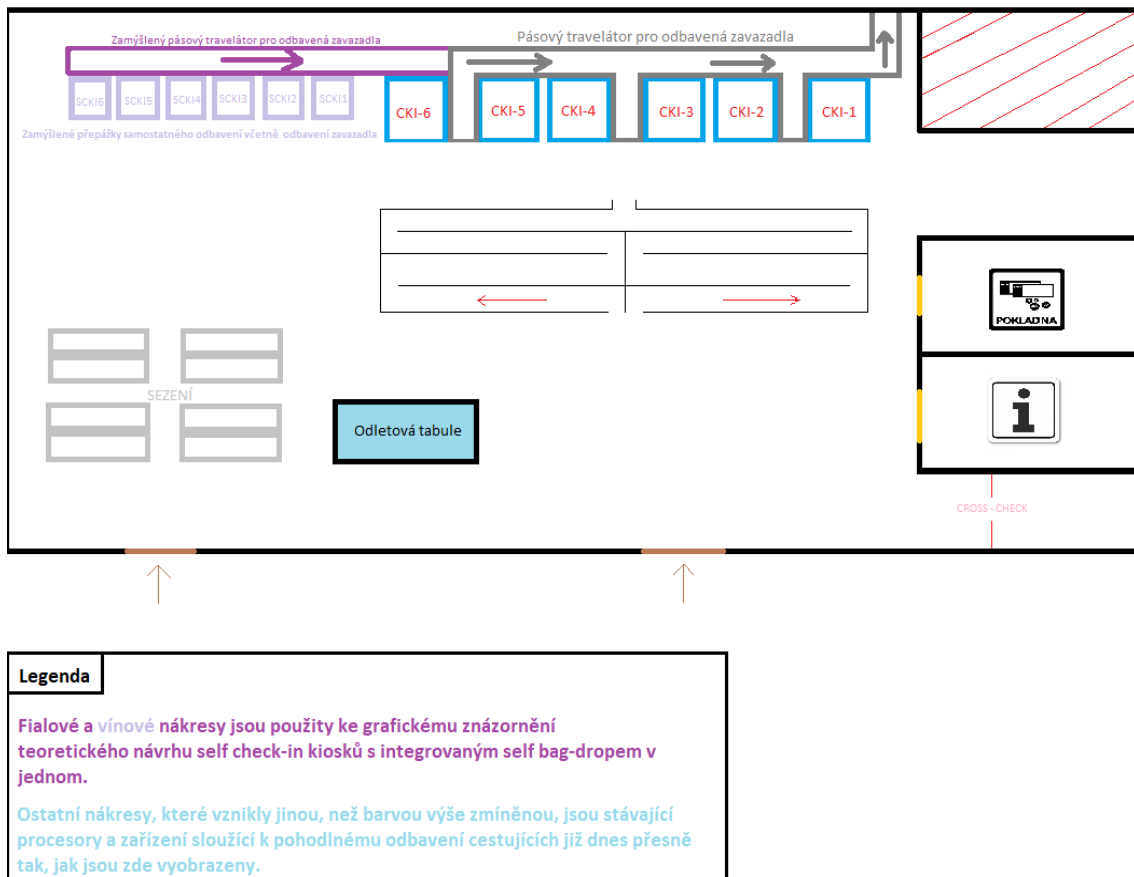 Zamýšlený pásový travelátor pro odbavená zavazadla
Pásový travelátor pro odbavená zavazadla
SCKI6
SCKI5
SCKI4
SCKI3
SCKI2
SCKI1
CKI-6
CKI-5
CKI-4
CKI-3
CKI-2
CKI-1
Zamýšlené přepážky samostatného odbavení včetně odbavení zavazadla
POKLADNA
i
SEZENÍ
Odletová tabule
CROSS - CHECK
Legenda
Fialové a vínové nákresy jsou použity ke grafickému znázornění
teoretického návrhu self check-in kiosků s integrovaným self bag-dropem v
jednom.
Ostatní nákresy, které vznikly jinou, než barvou výše zmíněnou, jsou stávající
procesory a zařízení sloužící k pohodlnému odbavení cestujících již dnes přesně
tak, jak jsou zde vyobrazeny.